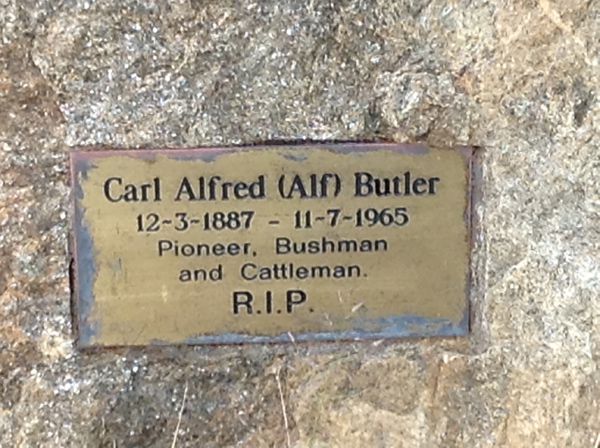 Carl Alfred (Alf) Butler
12-3-1887 - 11-7-1965
Pioneer, Bushman
and Cattleman.
R.I.P.